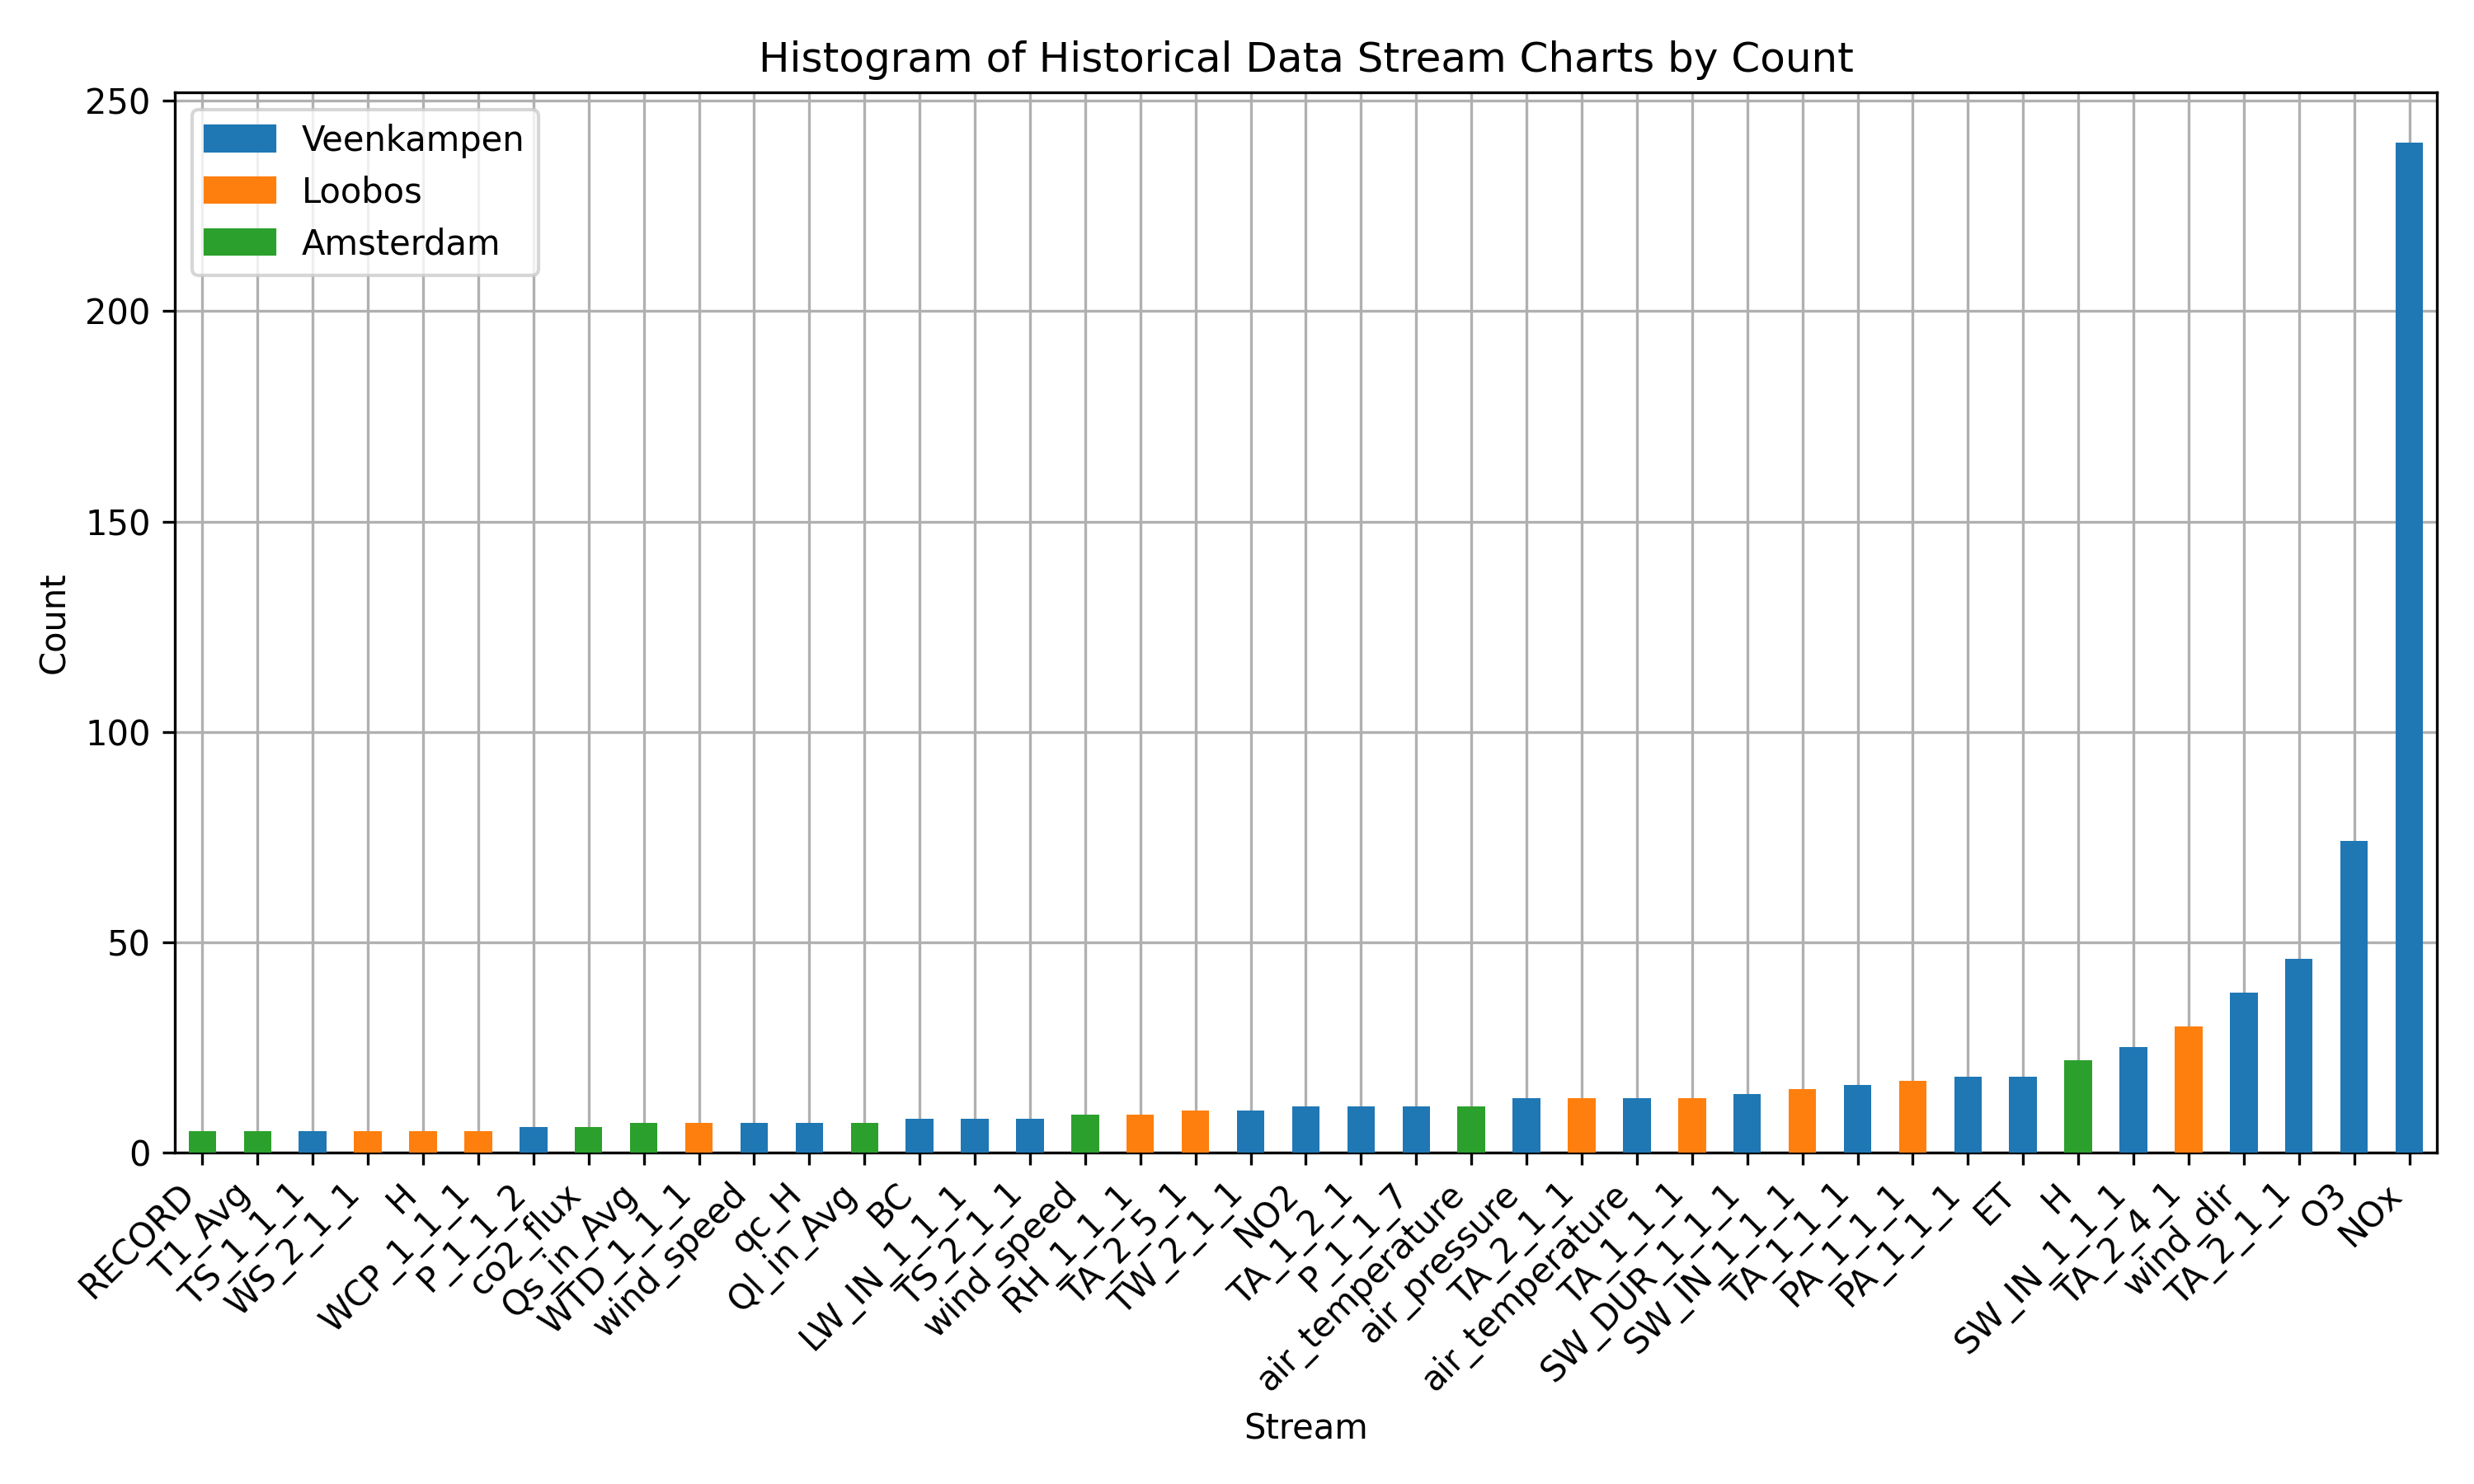 Histogram of Historical Data Stream Charts by Count
Veenkampen
Loobos
Amsterdam
Count
250
200
150
100
50
0
RECORD
T1_Avg
TS_1_1_1
WS_2_1_1
H
WCP_1_1_1
P_1_1_2
co2_flux
Qs_in_Avg
WTD_1_1_1
wind_speed
qc_H
Ql_in_Avg
BC
LW_IN_1_1_1
TS_2_1_1
wind_speed
RH_1_1_1
TA_2_5_1
TW_2_1_1
NO2
TA_1_2_1
P_1_1_7
air_temperature
air_pressure
TA_2_1_1
air_temperature
TA_1_1_1
SW_DUR_1_1_1
SW_IN_1_1_1
TA_1_1_1
PA_1_1_1
PA_1_1_1
ET
H
SW_IN_1_1_1
TA_2_4_1
wind_dir
TA_2_1_1
O3
NOx
Stream